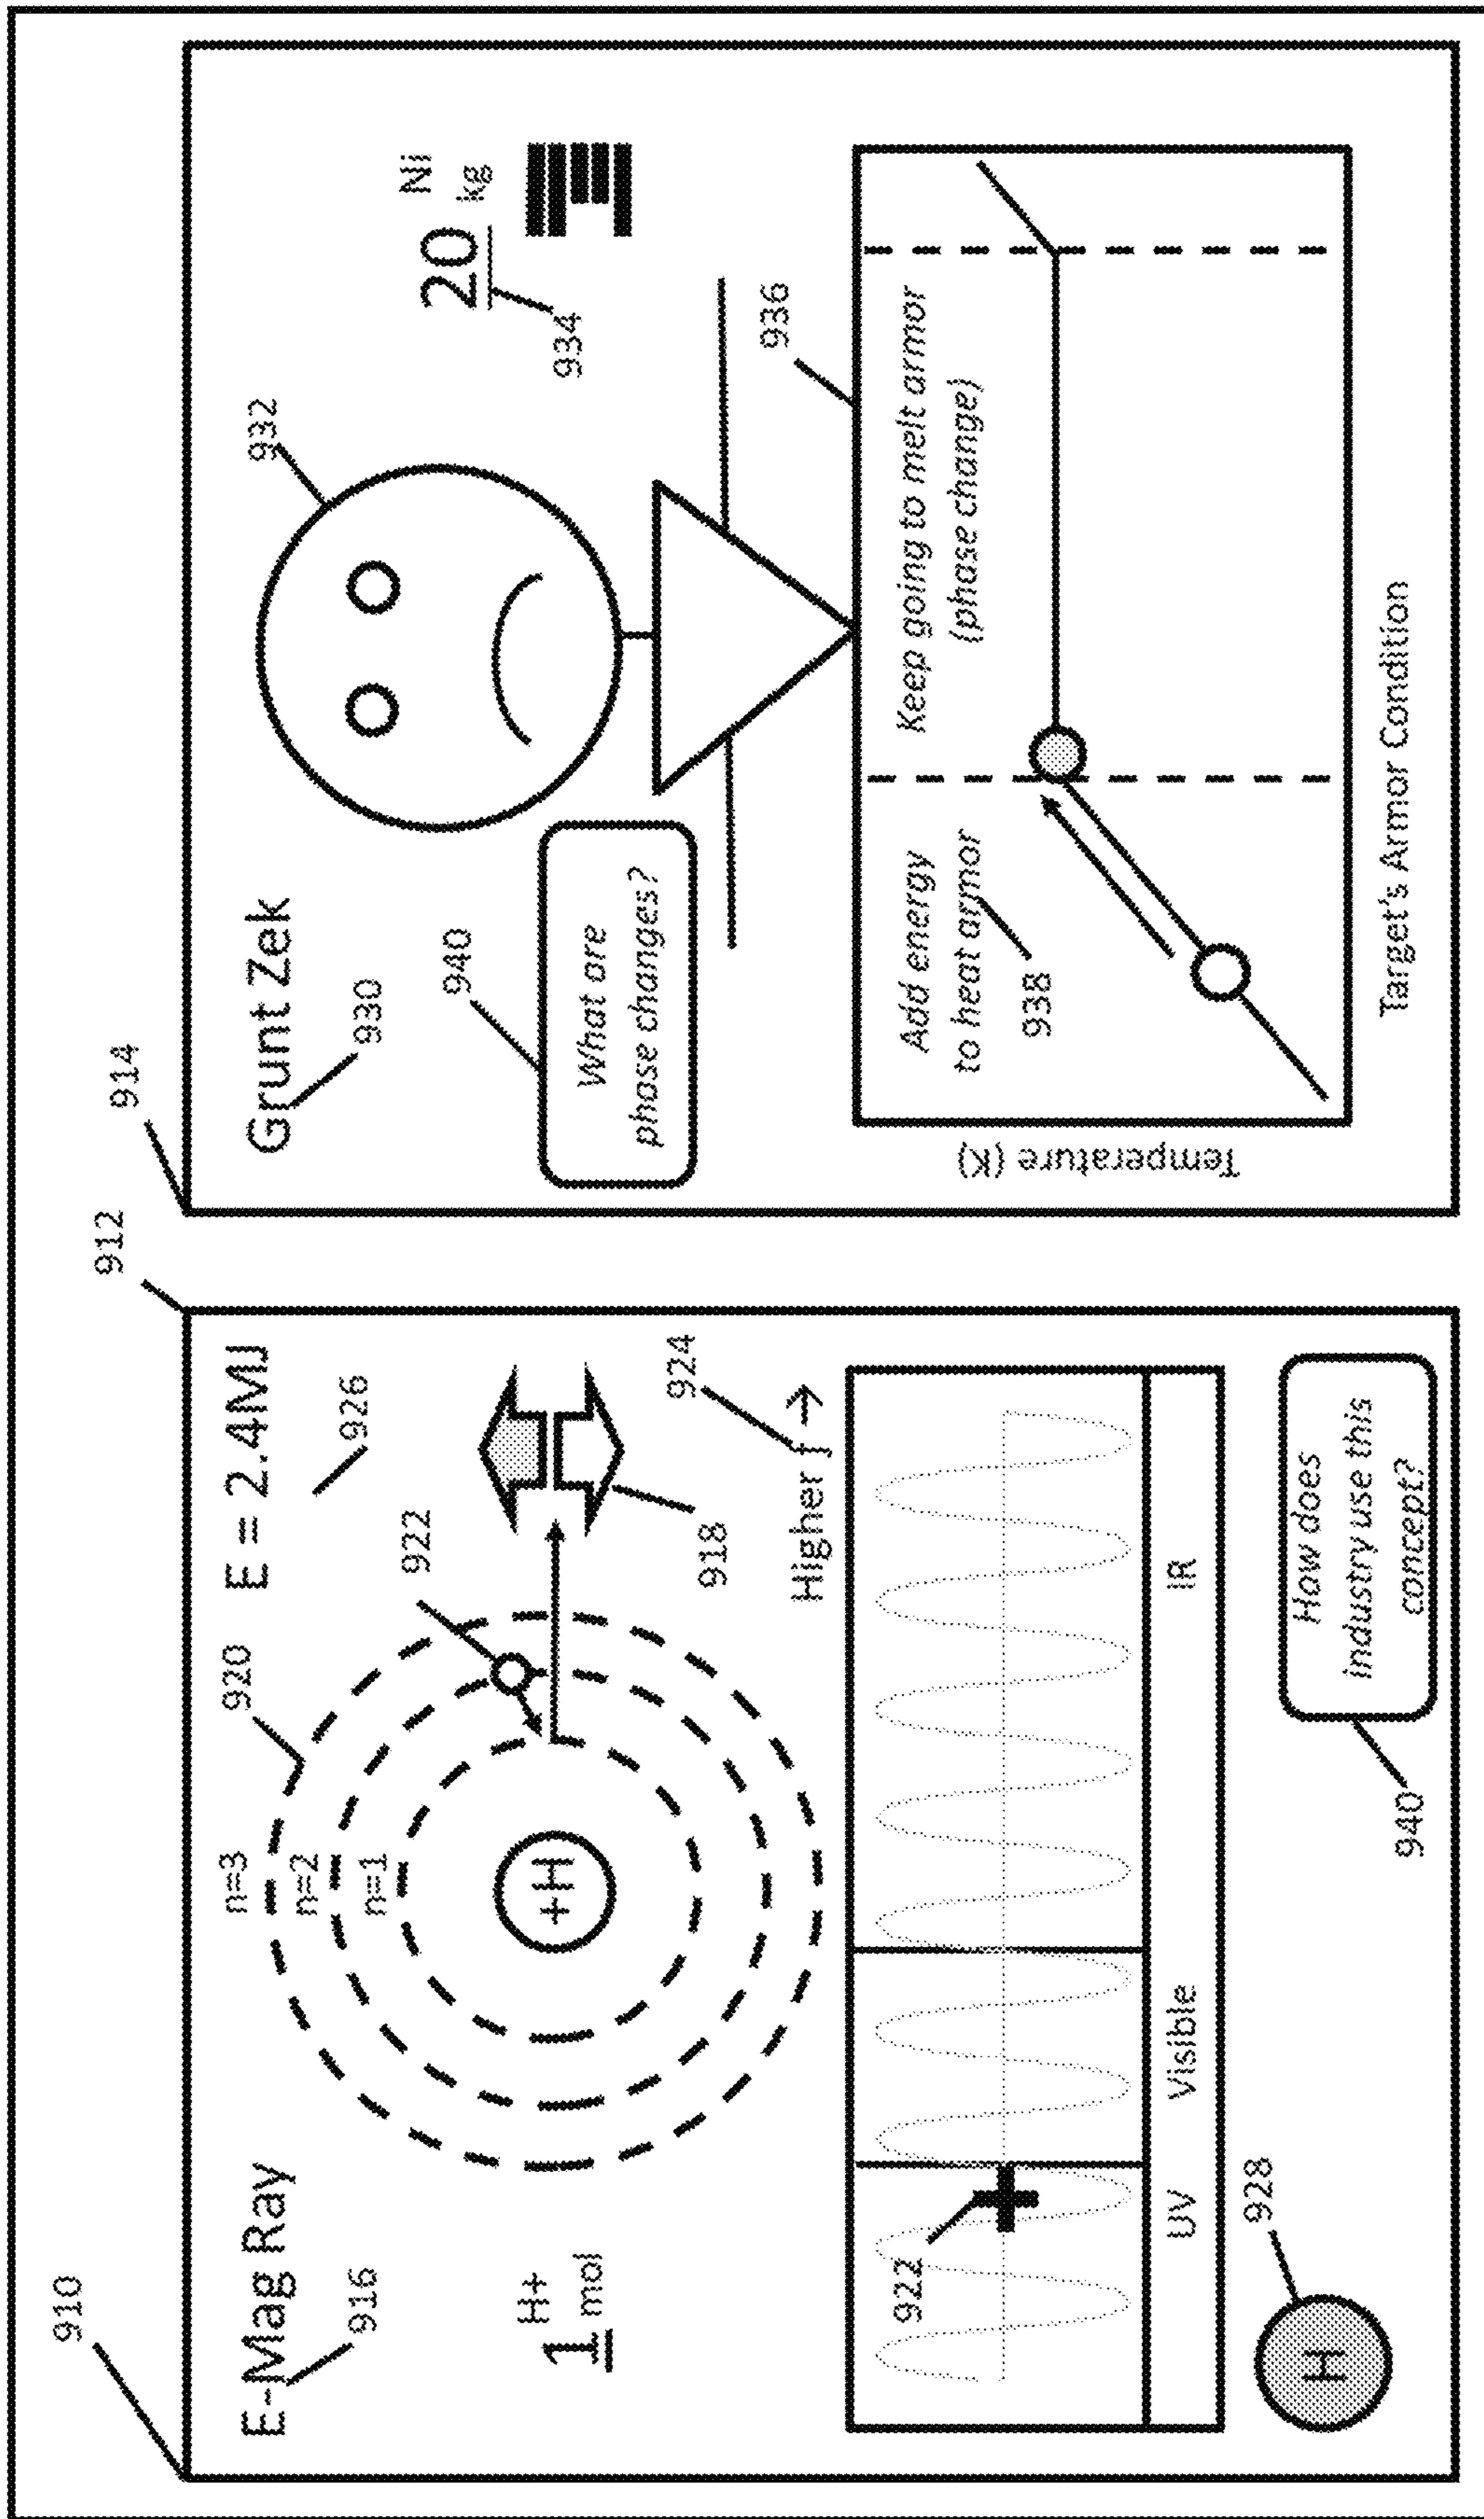 910
912
E-Mag Ray
916
E = 2.4MJ
926
920
n=3
n=2
n=1
+H
922
918
H+
1 mol
Higher f →
924
922
UV
Visible
IR
H
928
How does
industry use this
concept?
940
914
Grunt Zek
930
932
Ni
20 kg
934
940
What are
phase changes?
936
Temperature (K)
Add energy
to heat armor
938
Keep going to melt armor
(phase change)
Target's Armor Condition